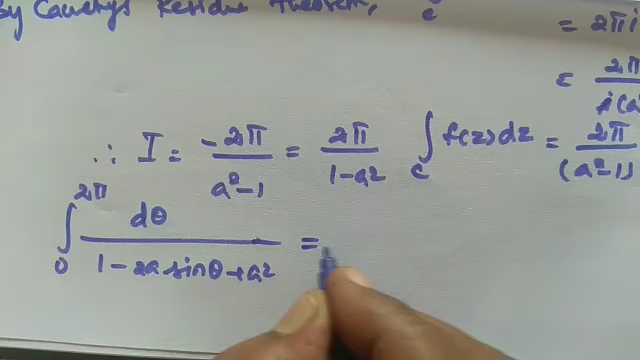 By Cauchys Residue Theorem, c = 2πi
= 2π / i(a
∴ I = -2π / a²-1 = 2π / 1-a² ∫c f(z)dz = 2π / (a²-1)
∫0 2π dθ / 1-2a sinθ+a² =